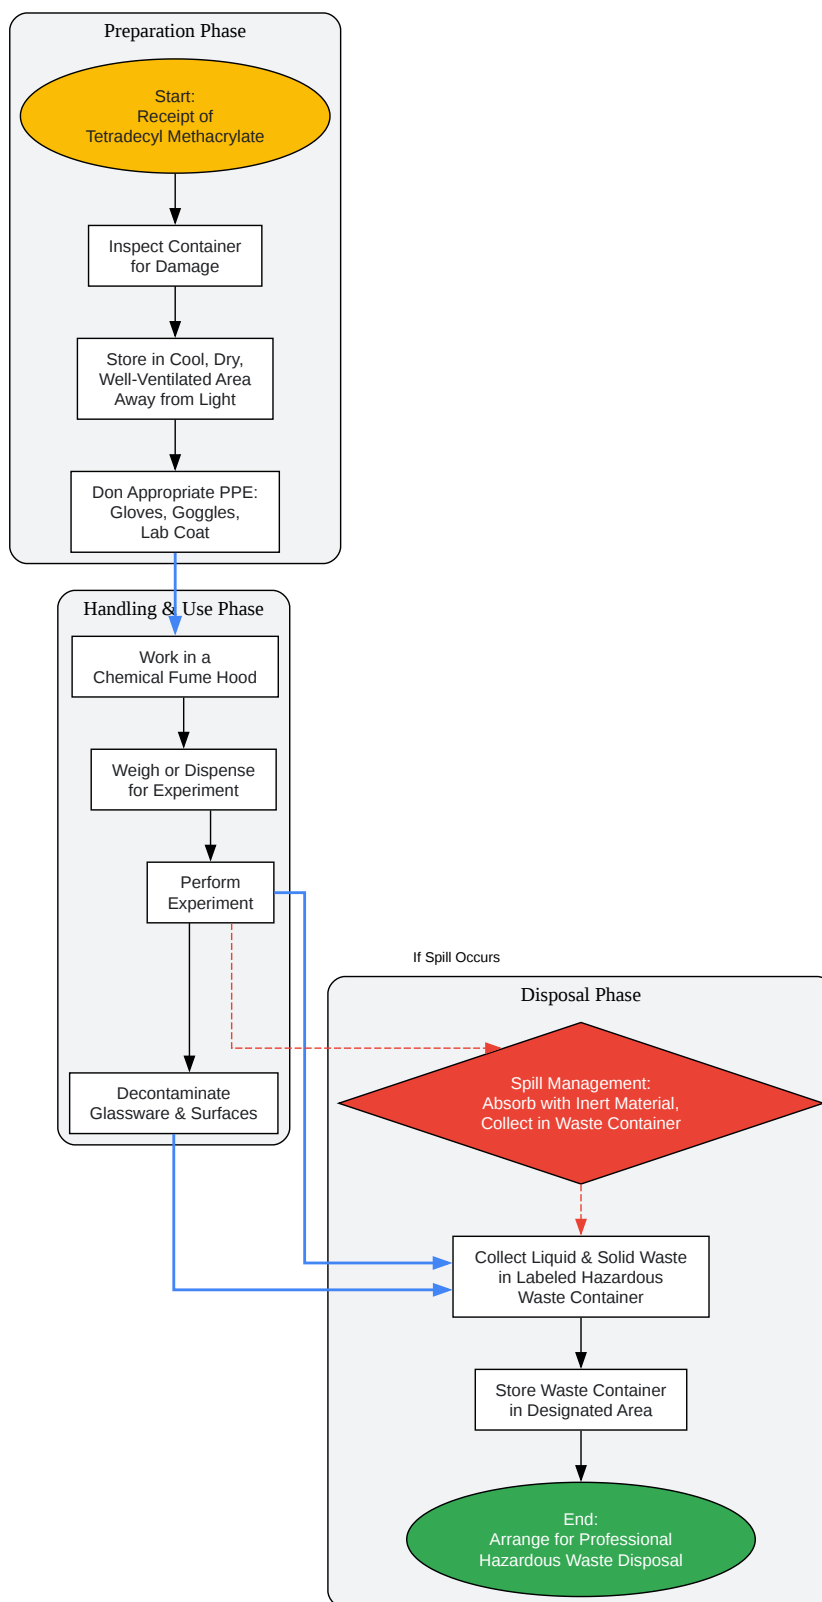 Preparation Phase
Start:
Receipt of
Tetradecyl Methacrylate
Inspect Container
for Damage
Store in Cool, Dry,
Well-Ventilated Area
Away from Light
Don Appropriate PPE:
Gloves, Goggles,
Lab Coat
Handling & Use Phase
Work in a
Chemical Fume Hood
Weigh or Dispense
for Experiment
Perform
Experiment
If Spill Occurs
Decontaminate
Glassware & Surfaces
Disposal Phase
Spill Management:
Absorb with Inert Material,
Collect in Waste Container
Collect Liquid & Solid Waste
in Labeled Hazardous
Waste Container
Store Waste Container
in Designated Area
End:
Arrange for Professional
Hazardous Waste Disposal